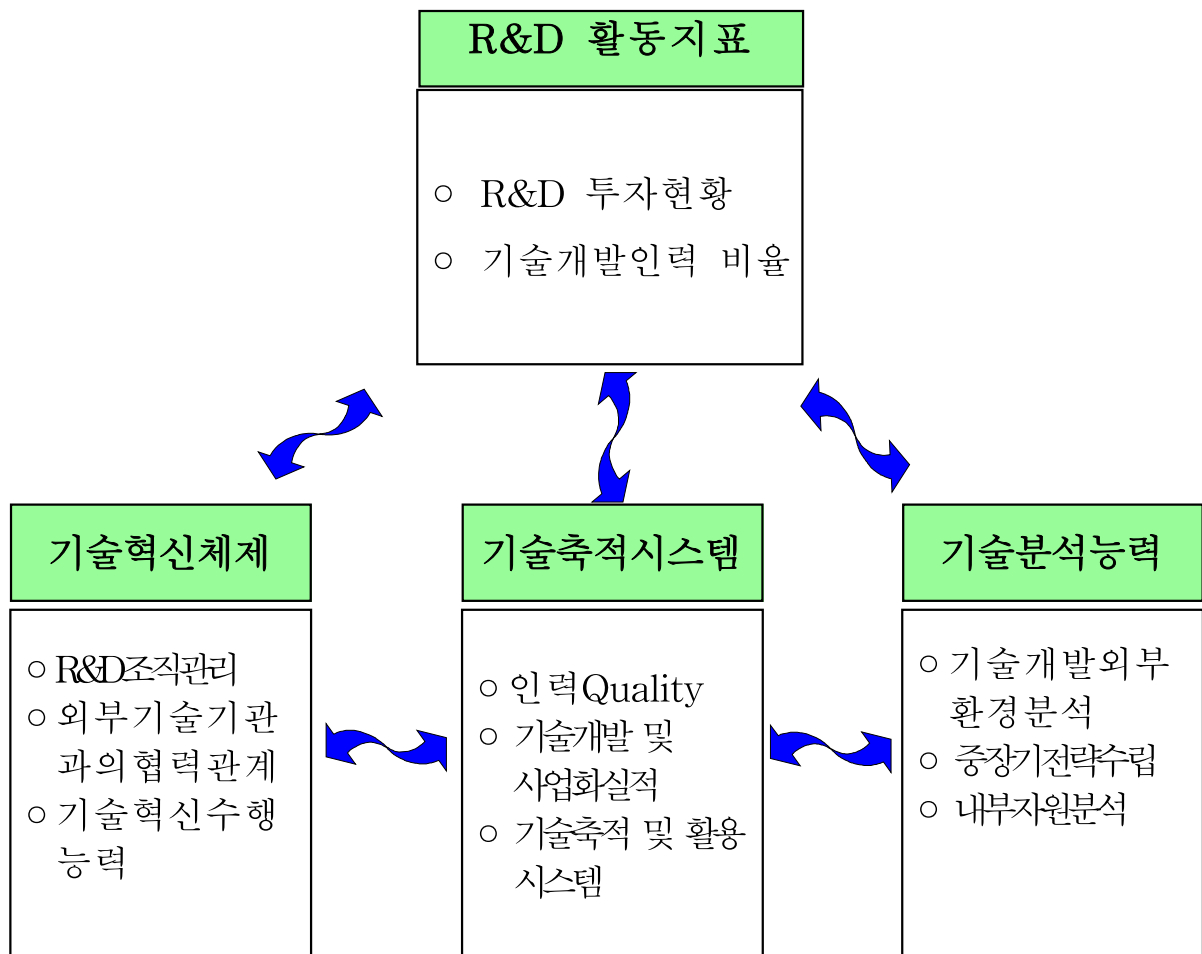 R&D 활동지표
○ R&D 투자현황
○ 기술개발인력 비율
기술혁신체제
○ R&D조직관리
○ 외부기술기관
과의협력관계
○ 기술혁신수행
능력
기술축적시스템
○ 인력Quality
○ 기술개발 및
사업화실적
○ 기술축적 및 활용
시스템
기술분석능력
○ 기술개발외부
환경분석
○ 중장기전략수립
○ 내부자원분석